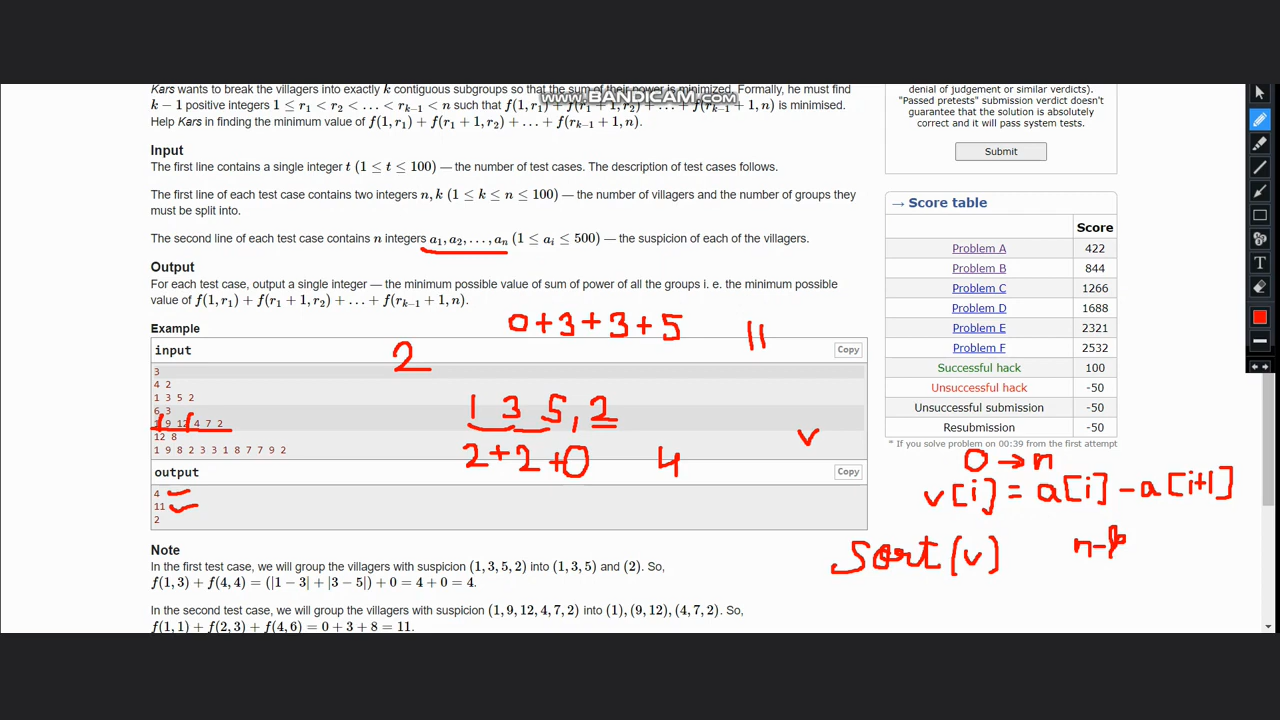 Kars wants to break the villagers into exactly k contiguous subgroups so that the sum of their power is minimized. Formally, he must find
k − 1 positive integers 1 ≤ r1 < r2 < … < rk−1 < n such that f(1, r1) + f(r1 + 1, r2) + … + f(rk−1 + 1, n) is minimised.
Help Kars in finding the minimum value of f(1, r1) + f(r1 + 1, r2) + … + f(rk−1 + 1, n).
www.BANDICAM.com
Input
The first line contains a single integer t (1 ≤ t ≤ 100) — the number of test cases. The description of test cases follows.
The first line of each test case contains two integers n, k (1 ≤ k ≤ n ≤ 100) — the number of villagers and the number of groups they
must be split into.
The second line of each test case contains n integers a1, a2, …, an (1 ≤ ai ≤ 500) — the suspicion of each of the villagers.
Output
For each test case, output a single integer — the minimum possible value of sum of power of all the groups i. e. the minimum possible
value of f(1, r1) + f(r1 + 1, r2) + … + f(rk−1 + 1, n).
Example
0+3+3+5 11
input
Copy
2
3
4 2
1 3 5 2
6 3
1 9 12 4 7 2
12 8
1 9 8 2 3 3 1 8 7 7 9 2
1 3 5, 2
2+2+0 4
v
output
Copy
4
11
2
Note
In the first test case, we will group the villagers with suspicion (1, 3, 5, 2) into (1, 3, 5) and (2). So,
f(1, 3) + f(4, 4) = (|1 − 3| + |3 − 5|) + 0 = 4 + 0 = 4.
In the second test case, we will group the villagers with suspicion (1, 9, 12, 4, 7, 2) into (1), (9, 12), (4, 7, 2). So,
f(1, 1) + f(2, 3) + f(4, 6) = 0 + 3 + 8 = 11.
denial of judgement or similar verdicts).
"Passed pretests" submission verdict doesn't
guarantee that the solution is absolutely
correct and it will pass system tests.
Submit
→ Score table
Score
Problem A 422
Problem B 844
Problem C 1266
Problem D 1688
Problem E 2321
Problem F 2532
Successful hack 100
Unsuccessful hack -50
Unsuccessful submission -50
Resubmission -50
* If you solve problem on 00:39 from the first attempt
0 → n
v[i] = a[i] - a[i+1]
Sort(v)
n-k
T